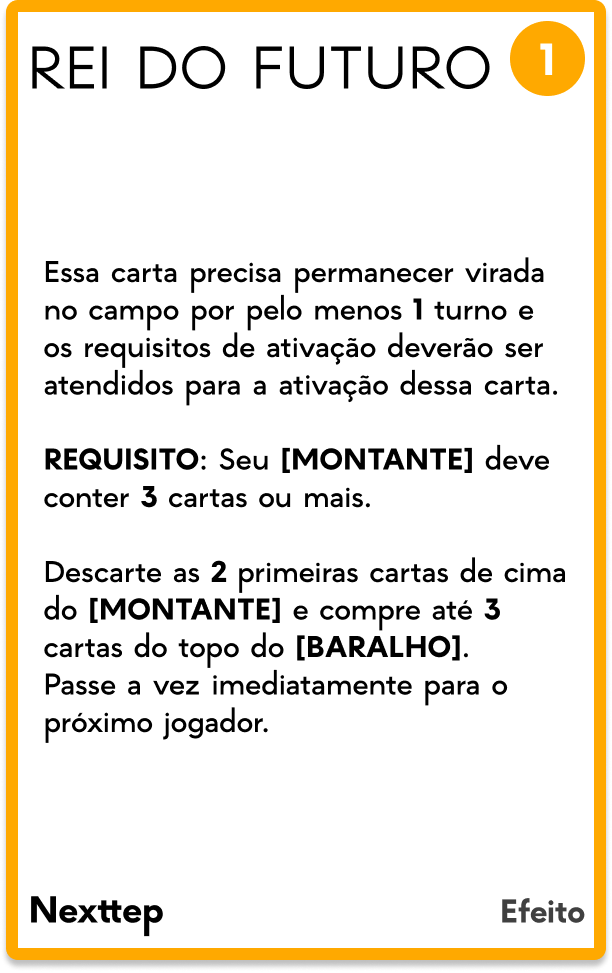 REI DO FUTURO 1
Essa carta precisa permanecer virada
no campo por pelo menos 1 turno e
os requisitos de ativação deverão ser
atendidos para a ativação dessa carta.
REQUISITO: Seu [MONTANTE] deve
conter 3 cartas ou mais.
Descarte as 2 primeiras cartas de cima
do [MONTANTE] e compre até 3
cartas do topo do [BARALHO].
Passe a vez imediatamente para o
próximo jogador.
Nexttep Efeito